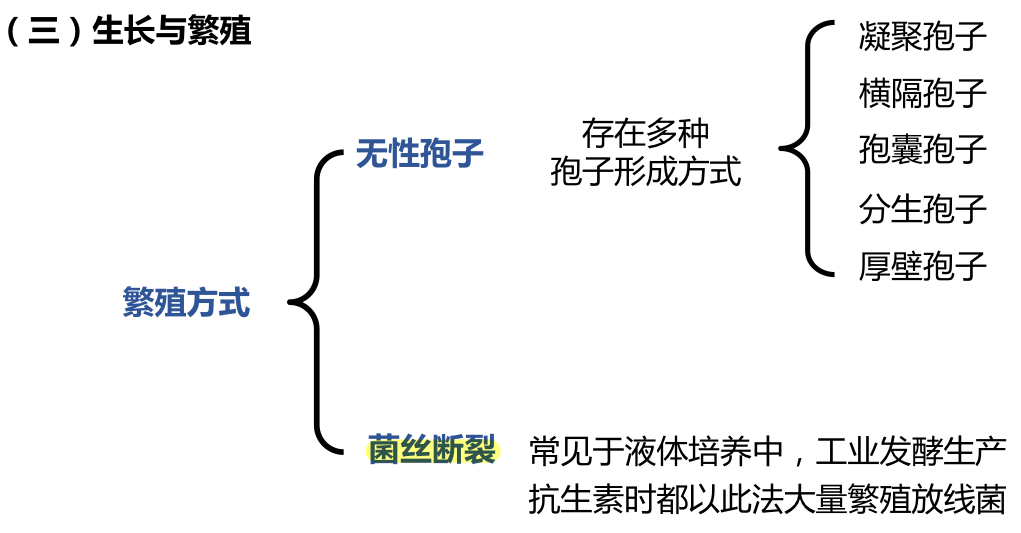 （三）生长与繁殖
繁殖方式
无性孢子
存在多种
孢子形成方式
凝聚孢子
横隔孢子
孢囊孢子
分生孢子
厚壁孢子
菌丝断裂
常见于液体培养中，工业发酵生产
抗生素时都以此法大量繁殖放线菌